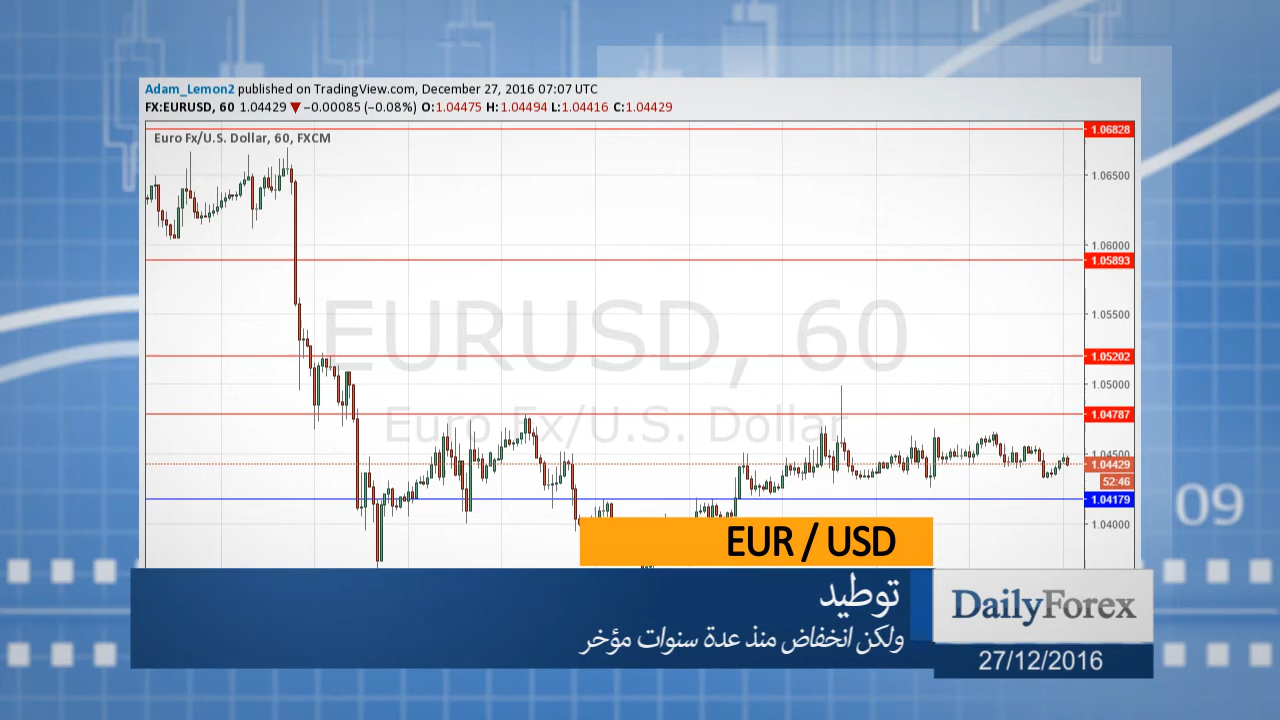 Adam_Lemon2 published on TradingView.com, December 27, 2016 07:07 UTC
FX:EURUSD, 60 1.04429 ▼ −0.00085 (−0.08%) O:1.04475 H:1.04494 L:1.04416 C:1.04429
Euro Fx/U.S. Dollar, 60, FXCM
EURUSD, 60
Euro Fx/U.S. Dollar
1.06828
1.06500
1.06000
1.05893
1.05500
1.05202
1.05000
1.04787
1.04500
1.04429
52:46
1.04179
1.04000
09
EUR / USD
توطيد
ولكن انخفاض منذ عدة سنوات مؤخر
DailyForex
27/12/2016